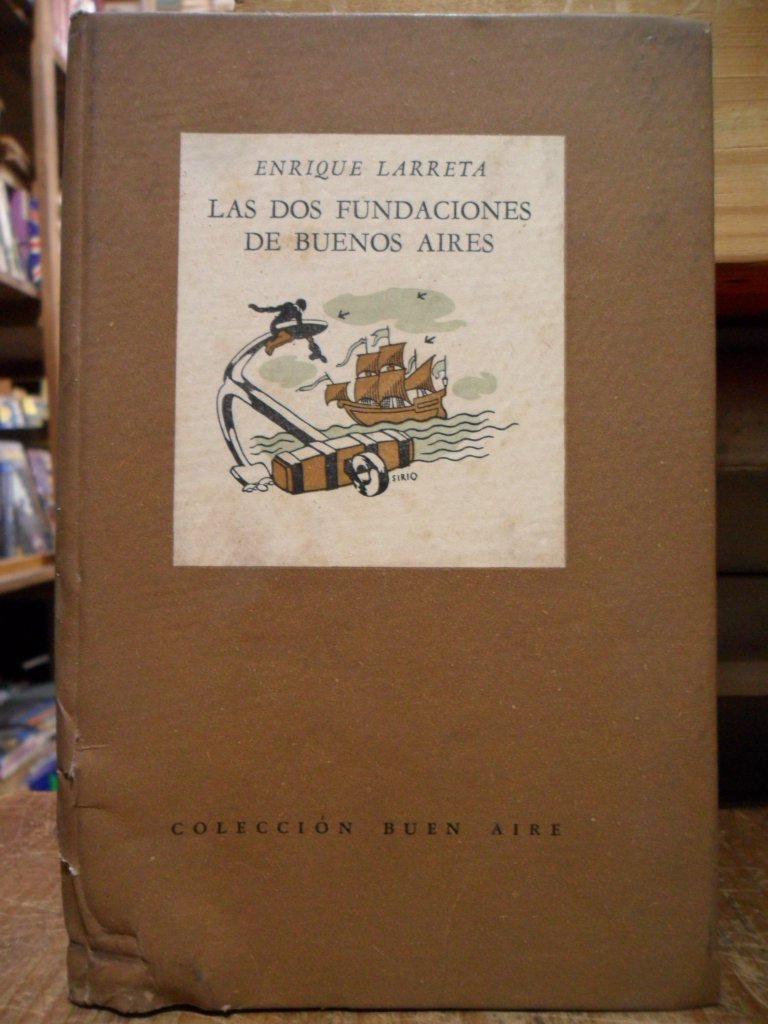 ENRIQUE LARRETA
LAS DOS FUNDACIONES
DE BUENOS AIRES
SIRIO
COLECCIÓN BUEN AIRE